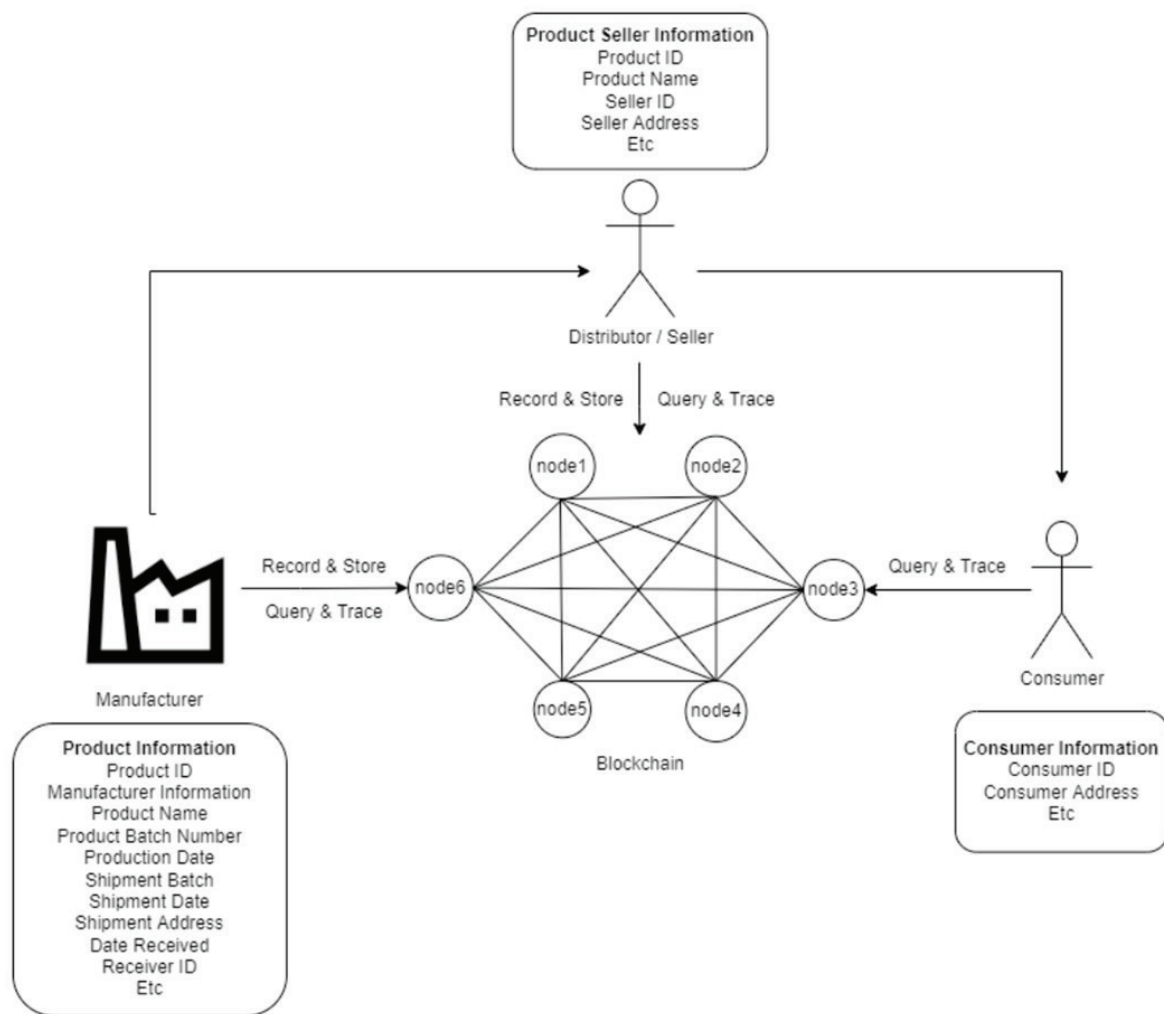 Product Seller Information
Product ID
Product Name
Seller ID
Seller Address
Etc
Distributor / Seller
Record & Store
Query & Trace
node1
node2
node6
node3
node5
node4
Blockchain
Record & Store
Query & Trace
Manufacturer
Query & Trace
Consumer
Product Information
Product ID
Manufacturer Information
Product Name
Product Batch Number
Production Date
Shipment Batch
Shipment Date
Shipment Address
Date Received
Receiver ID
Etc
Consumer Information
Consumer ID
Consumer Address
Etc